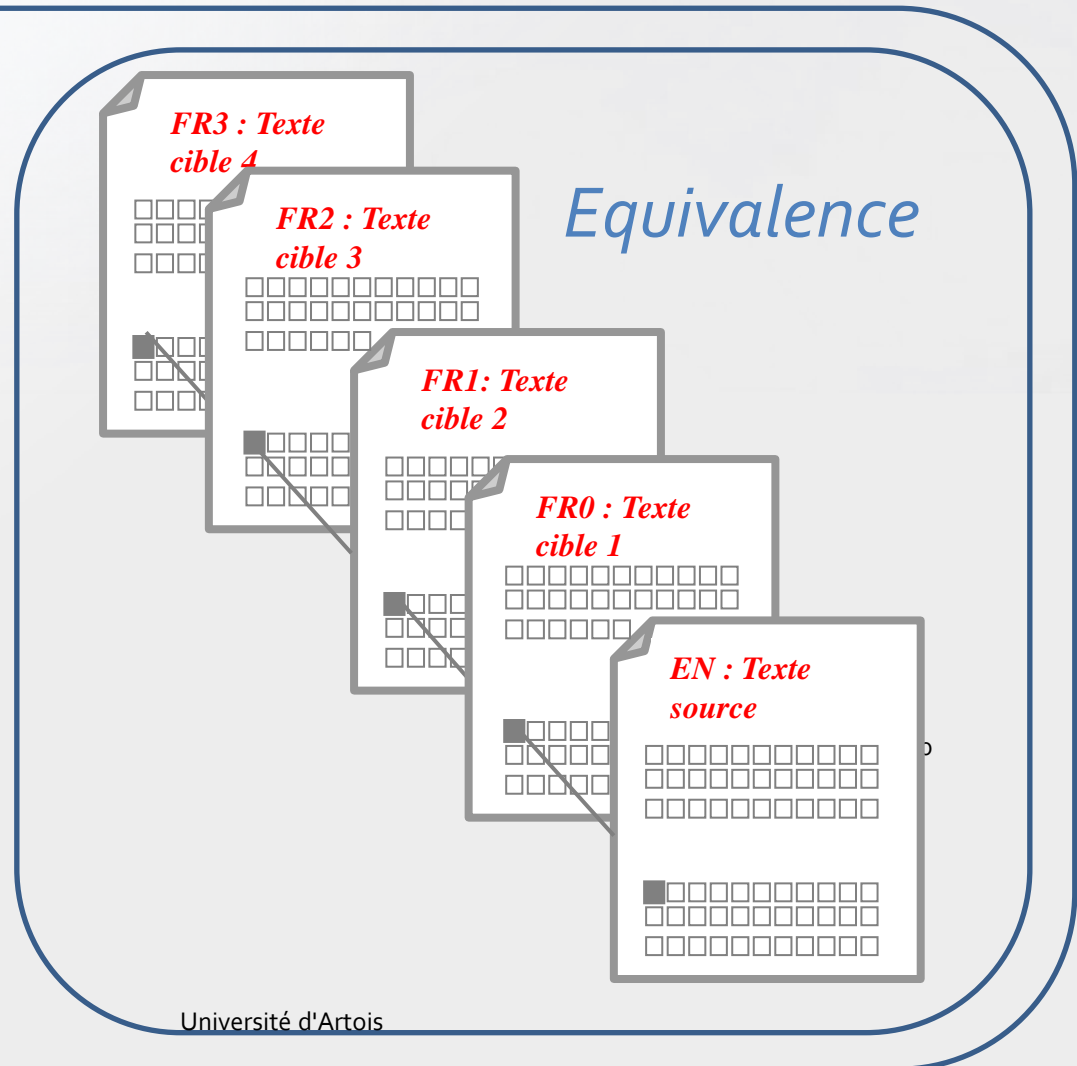 FR3 : Texte
cible 4
Equivalence
FR2 : Texte
cible 3
FR1: Texte
cible 2
FR0 : Texte
cible 1
EN : Texte
source
Université d'Artois